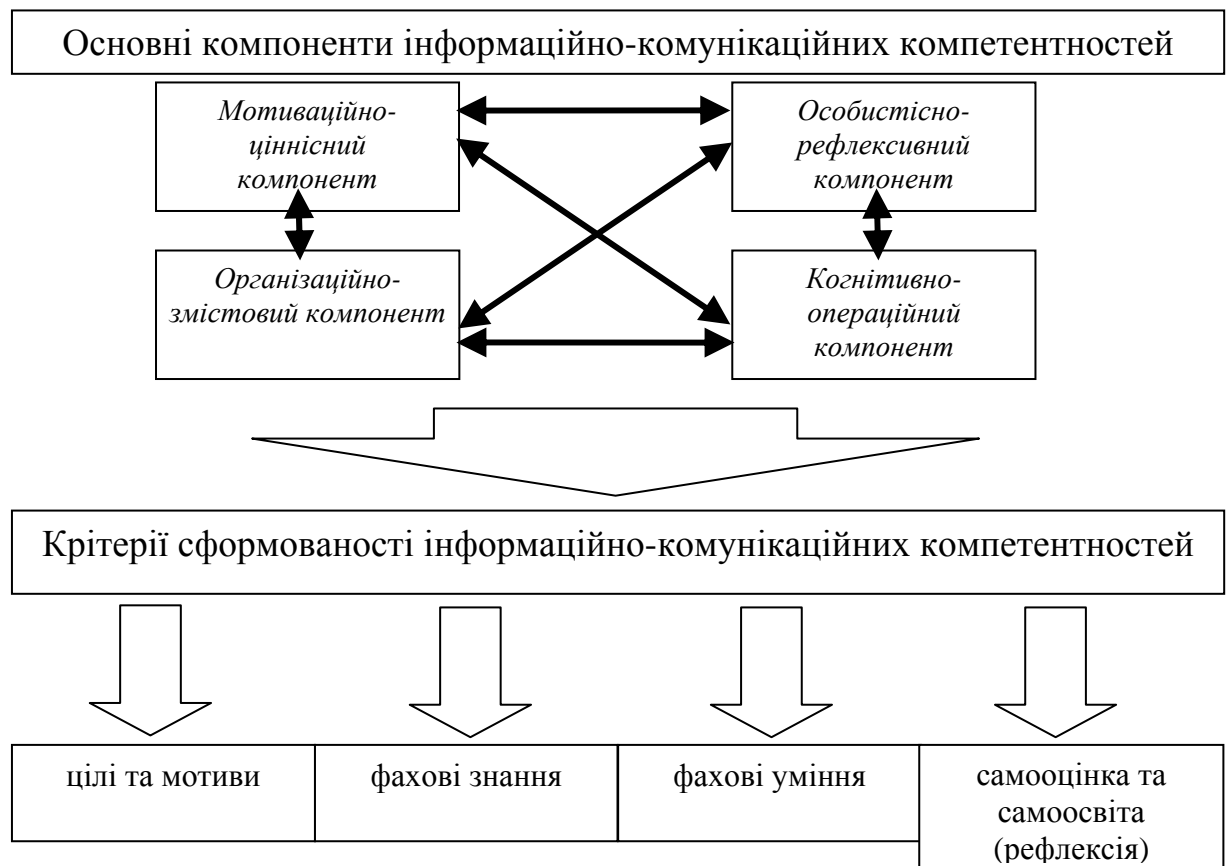 Основні компоненти інформаційно-комунікаційних компетентностей
Мотиваційно-
ціннісний
компонент
Особистісно-
рефлексивний
компонент
Організаційно-
змістовий компонент
Когнітивно-
операційний
компонент
Крітерії сформованості інформаційно-комунікаційних компетентностей
цілі та мотиви
фахові знання
фахові уміння
самооцінка та
самоосвіта
(рефлексія)